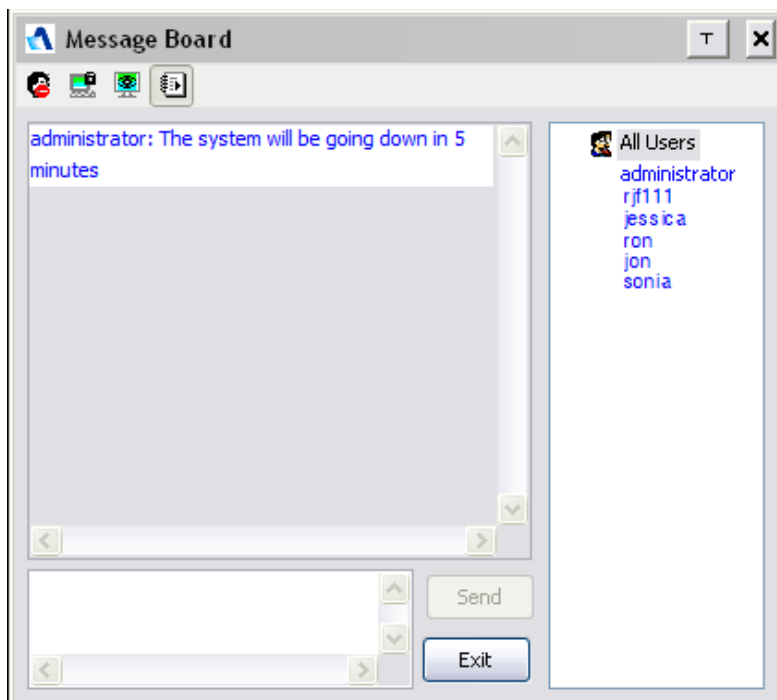 Message Board
T
administrator: The system will be going down in 5
minutes
All Users
administrator
rjf111
jessica
ron
jon
sonia
Send
Exit